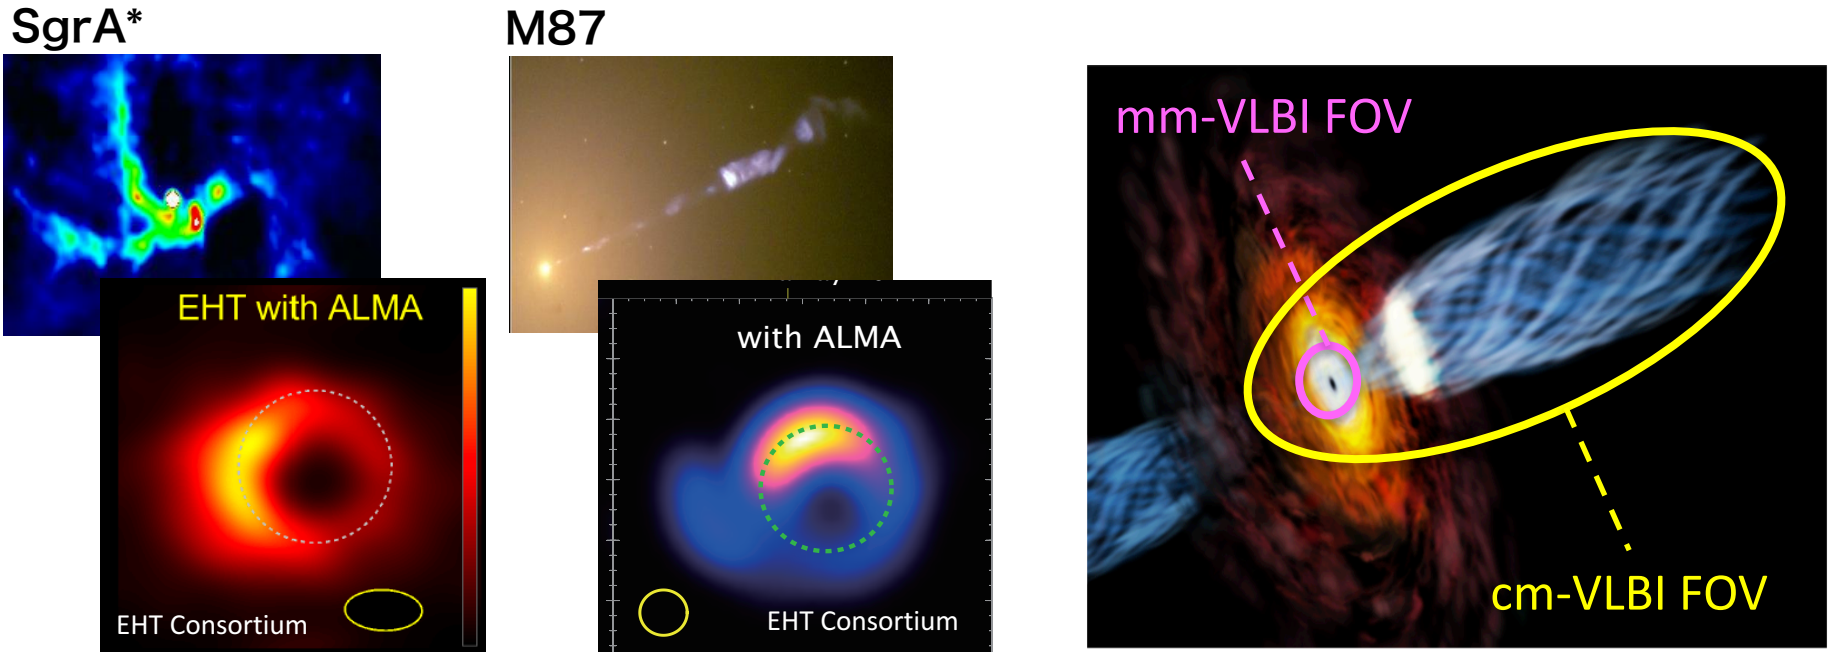 SgrA*
EHT with ALMA
EHT Consortium
M87
with ALMA
EHT Consortium
mm-VLBI FOV
cm-VLBI FOV